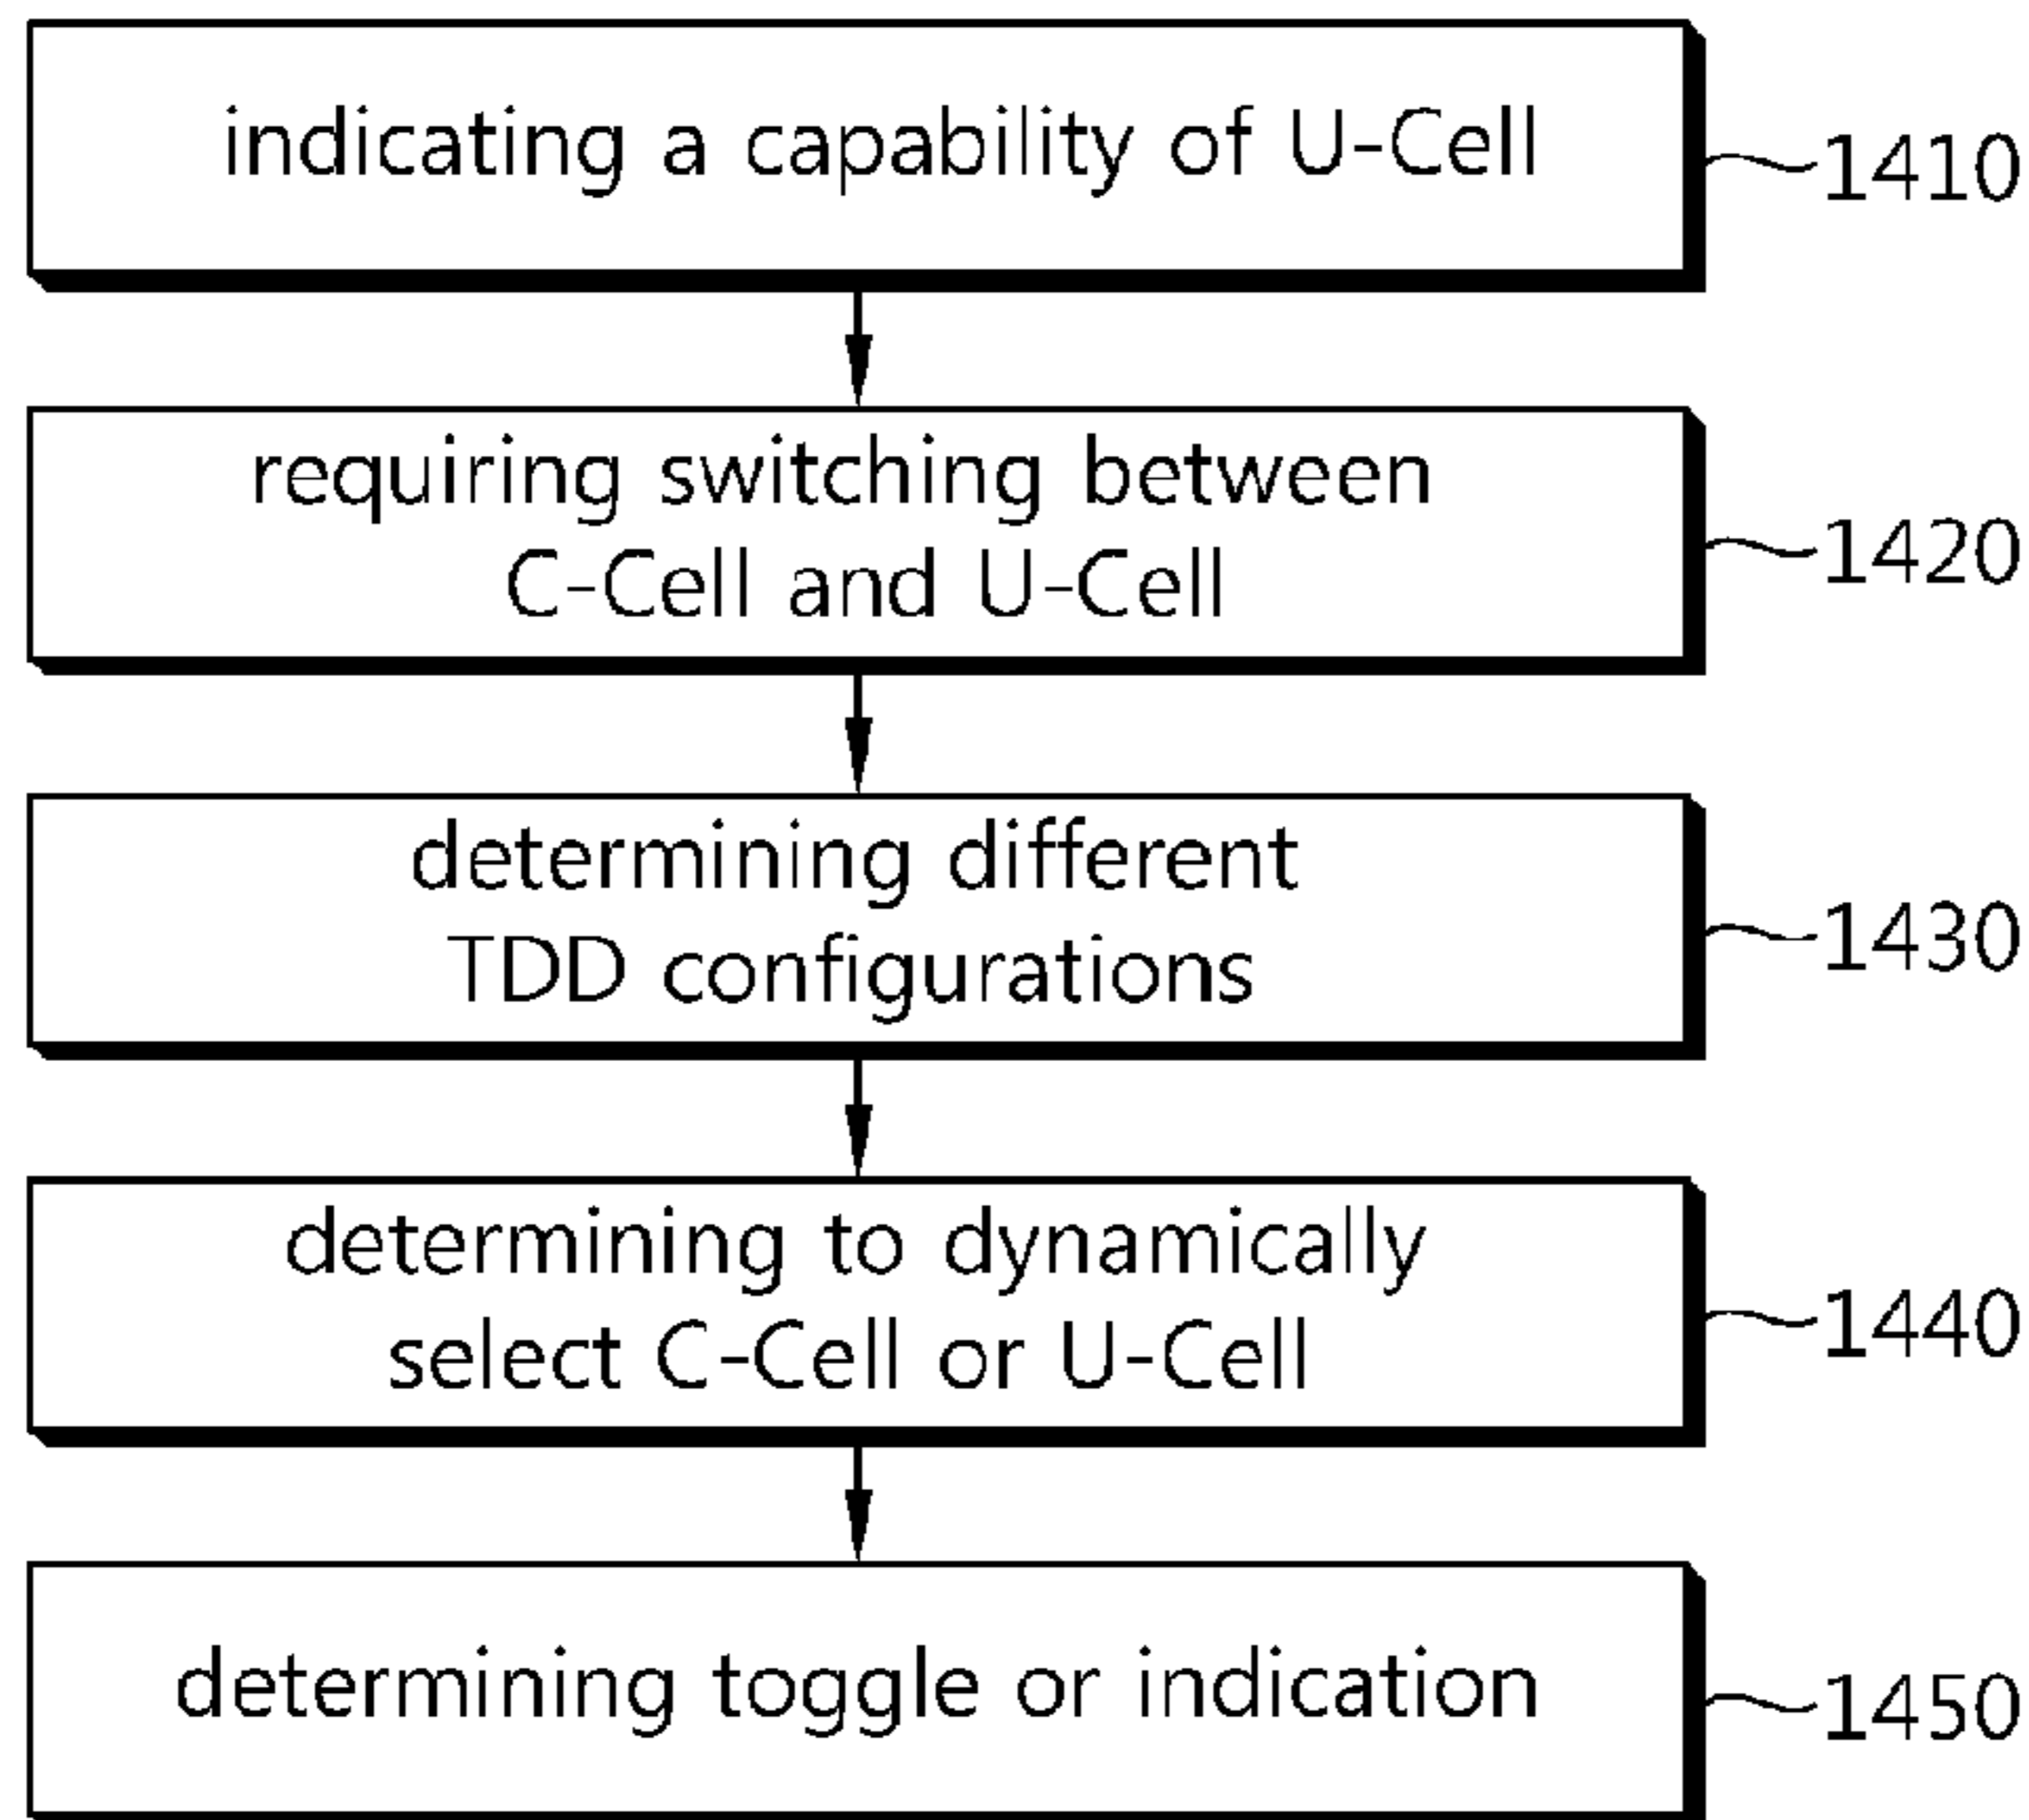 indicating a capability of U-Cell
1410
requiring switching between
C-Cell and U-Cell
1420
determining different
TDD configurations
1430
determining to dynamically
select C-Cell or U-Cell
1440
determining toggle or indication
1450